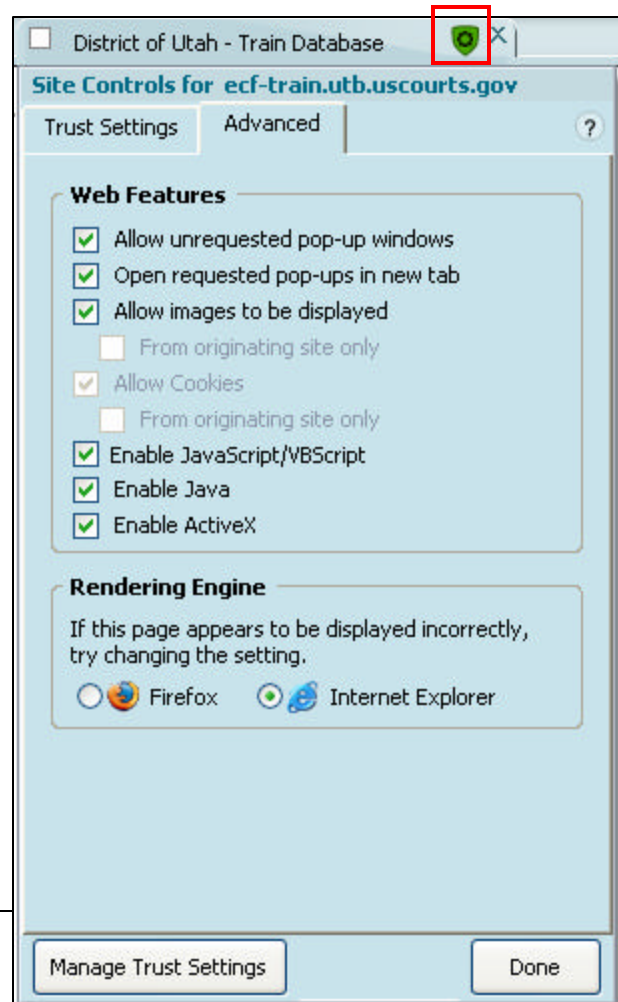 District of Utah - Train Database
Site Controls for ecf-train.utb.uscourts.gov
Trust Settings
Advanced
?
Web Features
Allow unrequested pop-up windows
Open requested pop-ups in new tab
Allow images to be displayed
From originating site only
Allow Cookies
From originating site only
Enable JavaScript/VBScript
Enable Java
Enable ActiveX
Rendering Engine
If this page appears to be displayed incorrectly,
try changing the setting.
Firefox Internet Explorer
Manage Trust Settings
Done